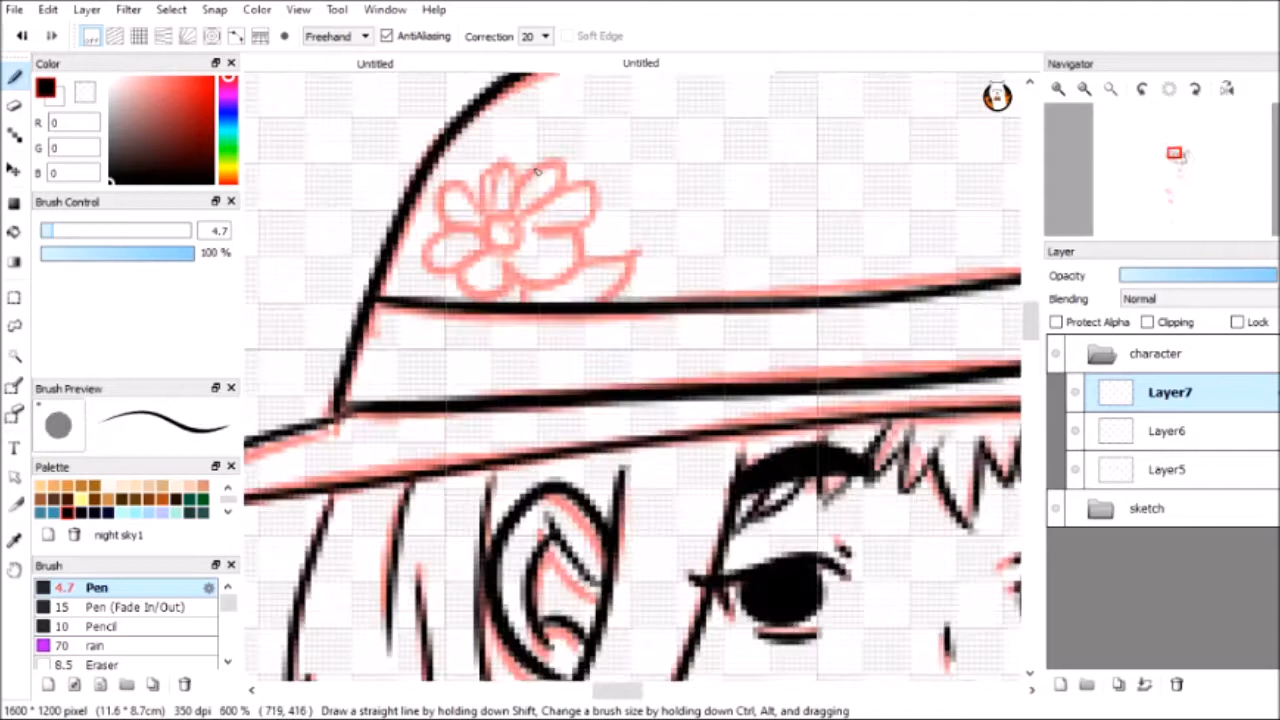 File Edit Layer Filter Select Snap Color View Tool Window Help
off Freehand AntiAliasing Correction 20 Soft Edge
Color
R 0
G 0
B 0
Brush Control
4.7
100 %
Brush Preview
Palette
night sky1
Brush
4.7 Pen
15 Pen (Fade In/Out)
10 Pencil
70 rain
8.5 Eraser
Untitled Untitled
Navigator
Layer
Opacity
Blending Normal
Protect Alpha Clipping Lock
character
Layer7
Layer6
Layer5
sketch
1600 * 1200 pixel (11.6 * 8.7cm) 350 dpi 600 % ( 719, 416 ) Draw a straight line by holding down Shift, Change a brush size by holding down Ctrl, Alt, and dragging